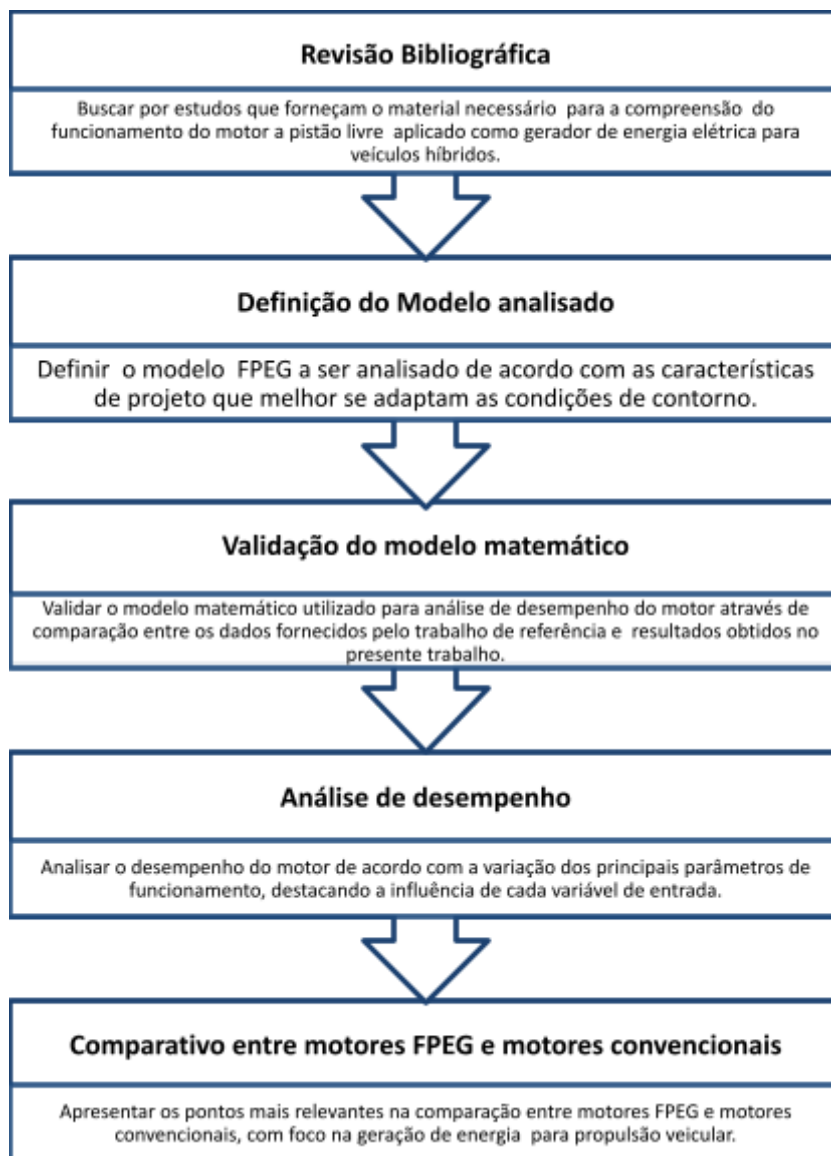 Revisão Bibliográfica
Buscar por estudos que forneçam o material necessário para a compreensão do
funcionamento do motor a pistão livre aplicado como gerador de energia elétrica para
veículos híbridos.
Definição do Modelo analisado
Definir o modelo FPEG a ser analisado de acordo com as características
de projeto que melhor se adaptam as condições de contorno.
Validação do modelo matemático
Validar o modelo matemático utilizado para análise de desempenho do motor através de
comparação entre os dados fornecidos pelo trabalho de referência e resultados obtidos no
presente trabalho.
Análise de desempenho
Analisar o desempenho do motor de acordo com a variação dos principais parâmetros de
funcionamento, destacando a influência de cada variável de entrada.
Comparativo entre motores FPEG e motores convencionais
Apresentar os pontos mais relevantes na comparação entre motores FPEG e motores
convencionais, com foco na geração de energia para propulsão veicular.